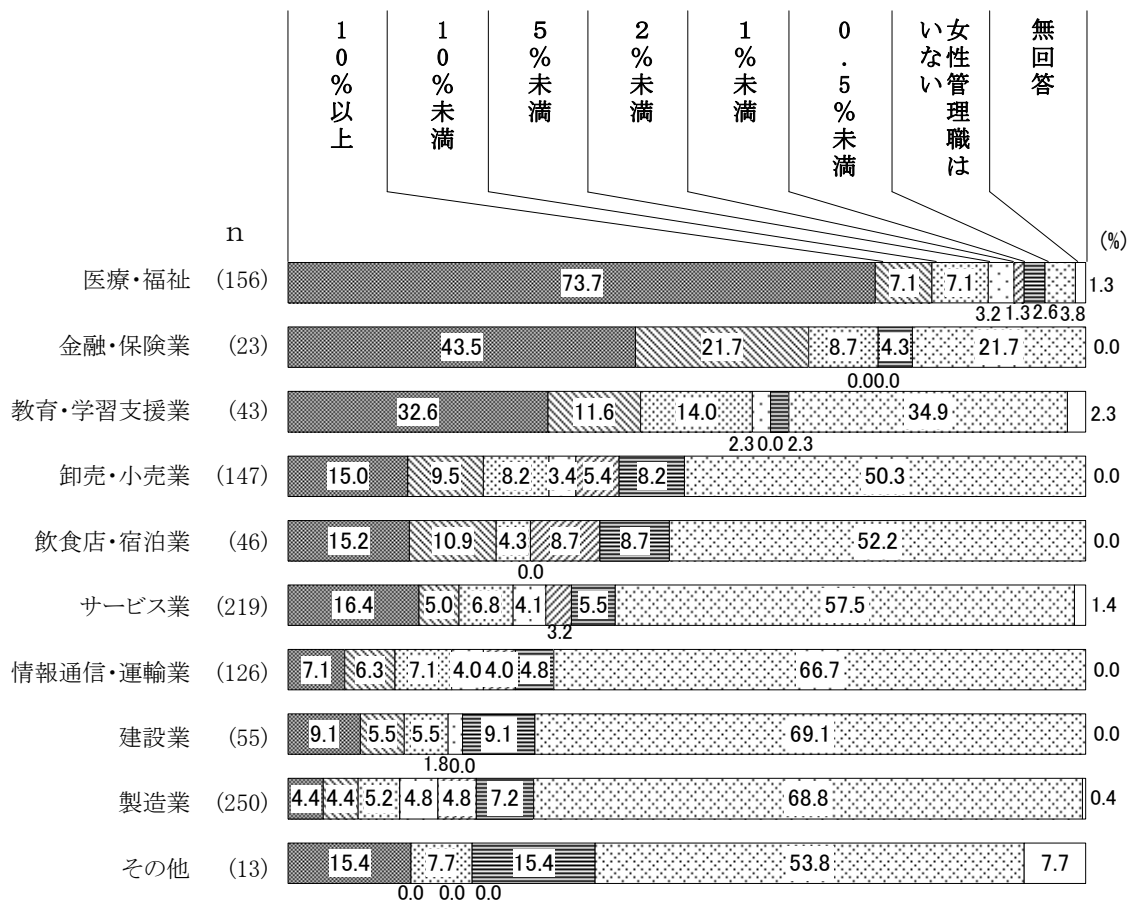 10%以上
10%未満
5%未満
2%未満
1%未満
0.5%未満
女性管理職は
いない
無回答
n
(%)
医療・福祉 (156) 73.7 7.1 7.1 1.3
3.2 1.3 2.6 3.8
金融・保険業 (23) 43.5 21.7 8.7 4.3 21.7 0.0
0.0 0.0
教育・学習支援業 (43) 32.6 11.6 14.0 34.9 2.3
2.3 0.0 2.3
卸売・小売業 (147) 15.0 9.5 8.2 3.4 5.4 8.2 50.3 0.0
飲食店・宿泊業 (46) 15.2 10.9 4.3 8.7 8.7 52.2 0.0
0.0
サービス業 (219) 16.4 5.0 6.8 4.1 5.5 57.5 1.4
3.2
情報通信・運輸業 (126) 7.1 6.3 7.1 4.0 4.0 4.8 66.7 0.0
建設業 (55) 9.1 5.5 5.5 9.1 69.1 0.0
1.8 0.0
製造業 (250) 4.4 4.4 5.2 4.8 4.8 7.2 68.8 0.4
その他 (13) 15.4 7.7 15.4 53.8 7.7
0.0 0.0 0.0